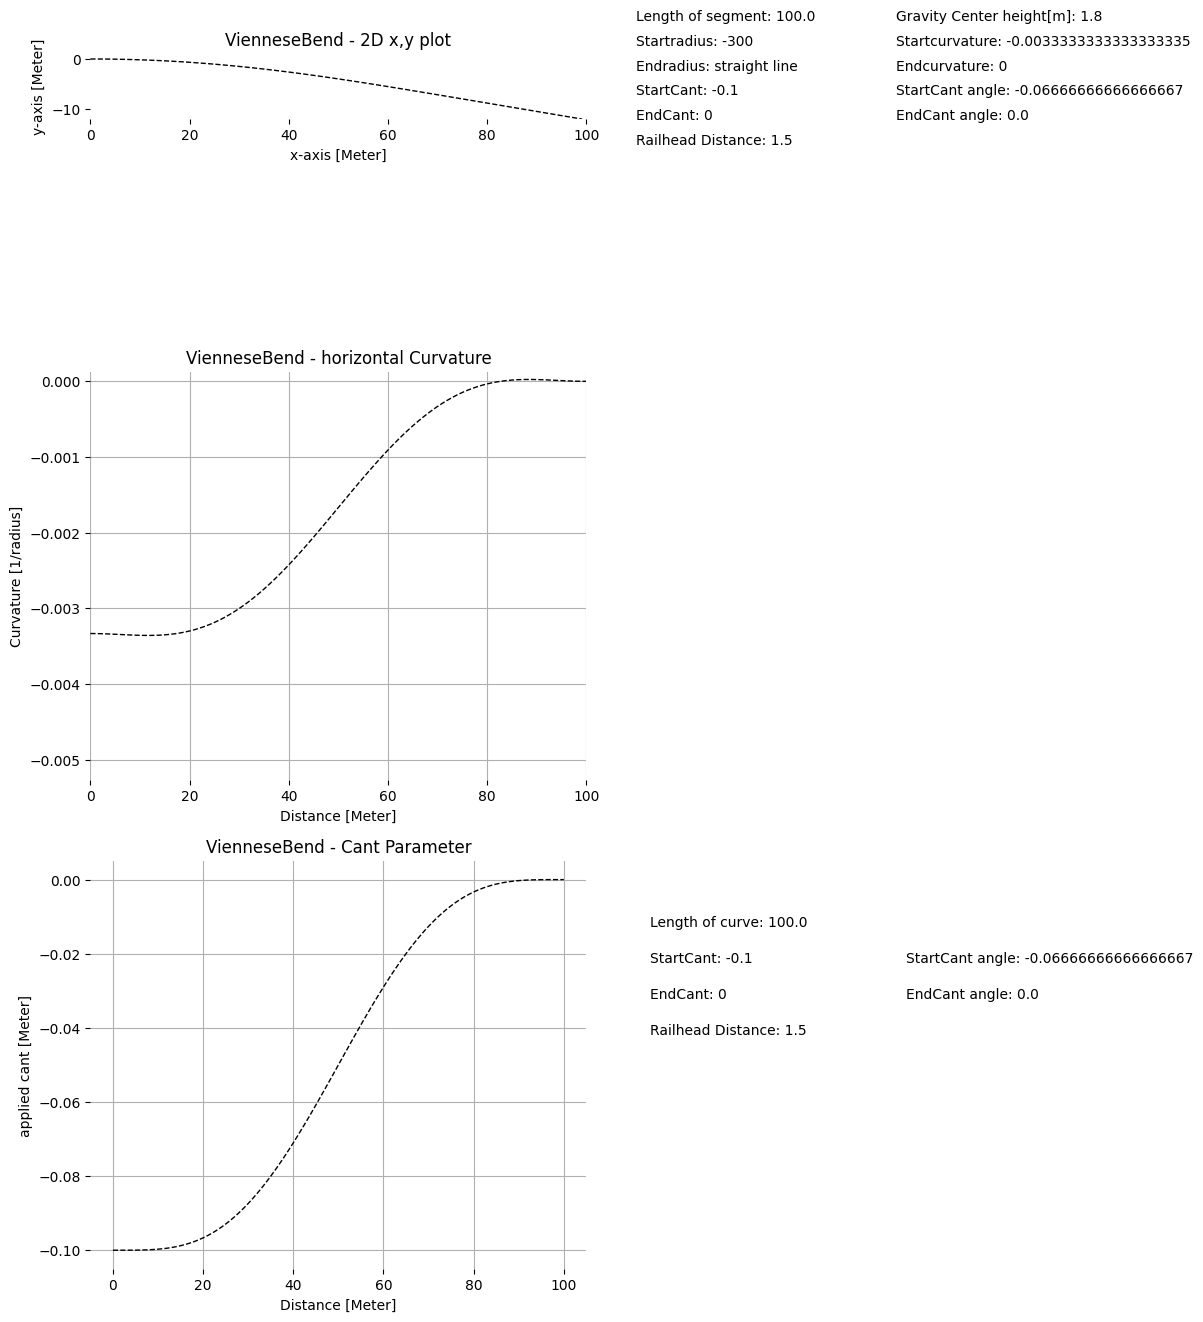 VienneseBend - 2D x,y plot
y-axis [Meter]
0
−10
0 20 40 60 80 100
x-axis [Meter]
Length of segment: 100.0
Startradius: -300
Endradius: straight line
StartCant: -0.1
EndCant: 0
Railhead Distance: 1.5
Gravity Center height[m]: 1.8
Startcurvature: -0.0033333333333333335
Endcurvature: 0
StartCant angle: -0.06666666666666667
EndCant angle: 0.0
VienneseBend - horizontal Curvature
Curvature [1/radius]
0.000
−0.001
−0.002
−0.003
−0.004
−0.005
0 20 40 60 80 100
Distance [Meter]
VienneseBend - Cant Parameter
applied cant [Meter]
0.00
−0.02
−0.04
−0.06
−0.08
−0.10
0 20 40 60 80 100
Distance [Meter]
Length of curve: 100.0
StartCant: -0.1
EndCant: 0
Railhead Distance: 1.5
StartCant angle: -0.06666666666666667
EndCant angle: 0.0